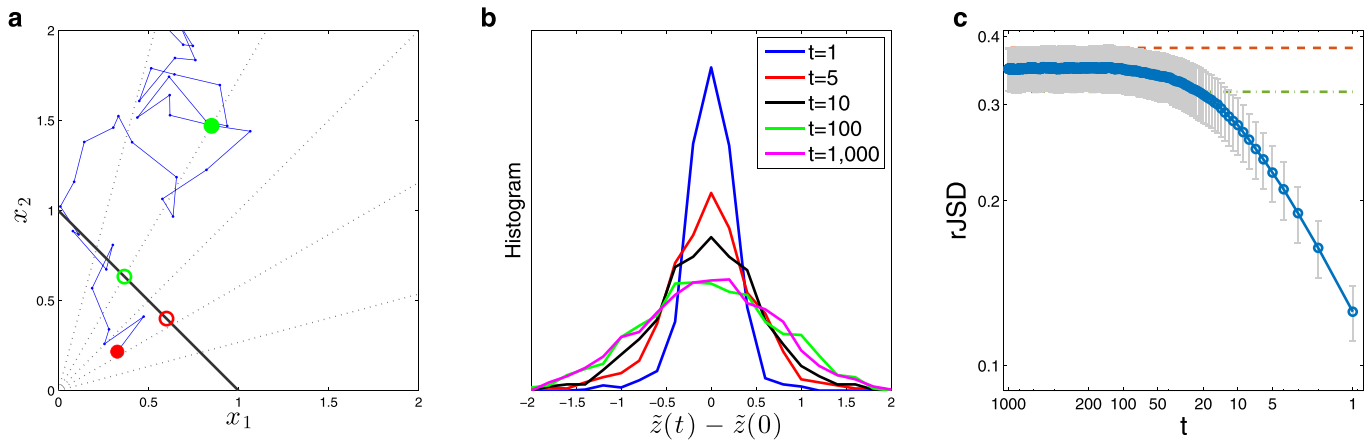 a
2
1.5
1
0.5
0
0 0.5 1 1.5 2
x₂
x₁
b
Histogram
t=1
t=5
t=10
t=100
t=1,000
−2 −1.5 −1 −0.5 0 0.5 1 1.5 2
z̃(t) − z̃(0)
c
rJSD
0.4
0.3
0.2
0.1
1000 200 100 50 20 10 5 1
t